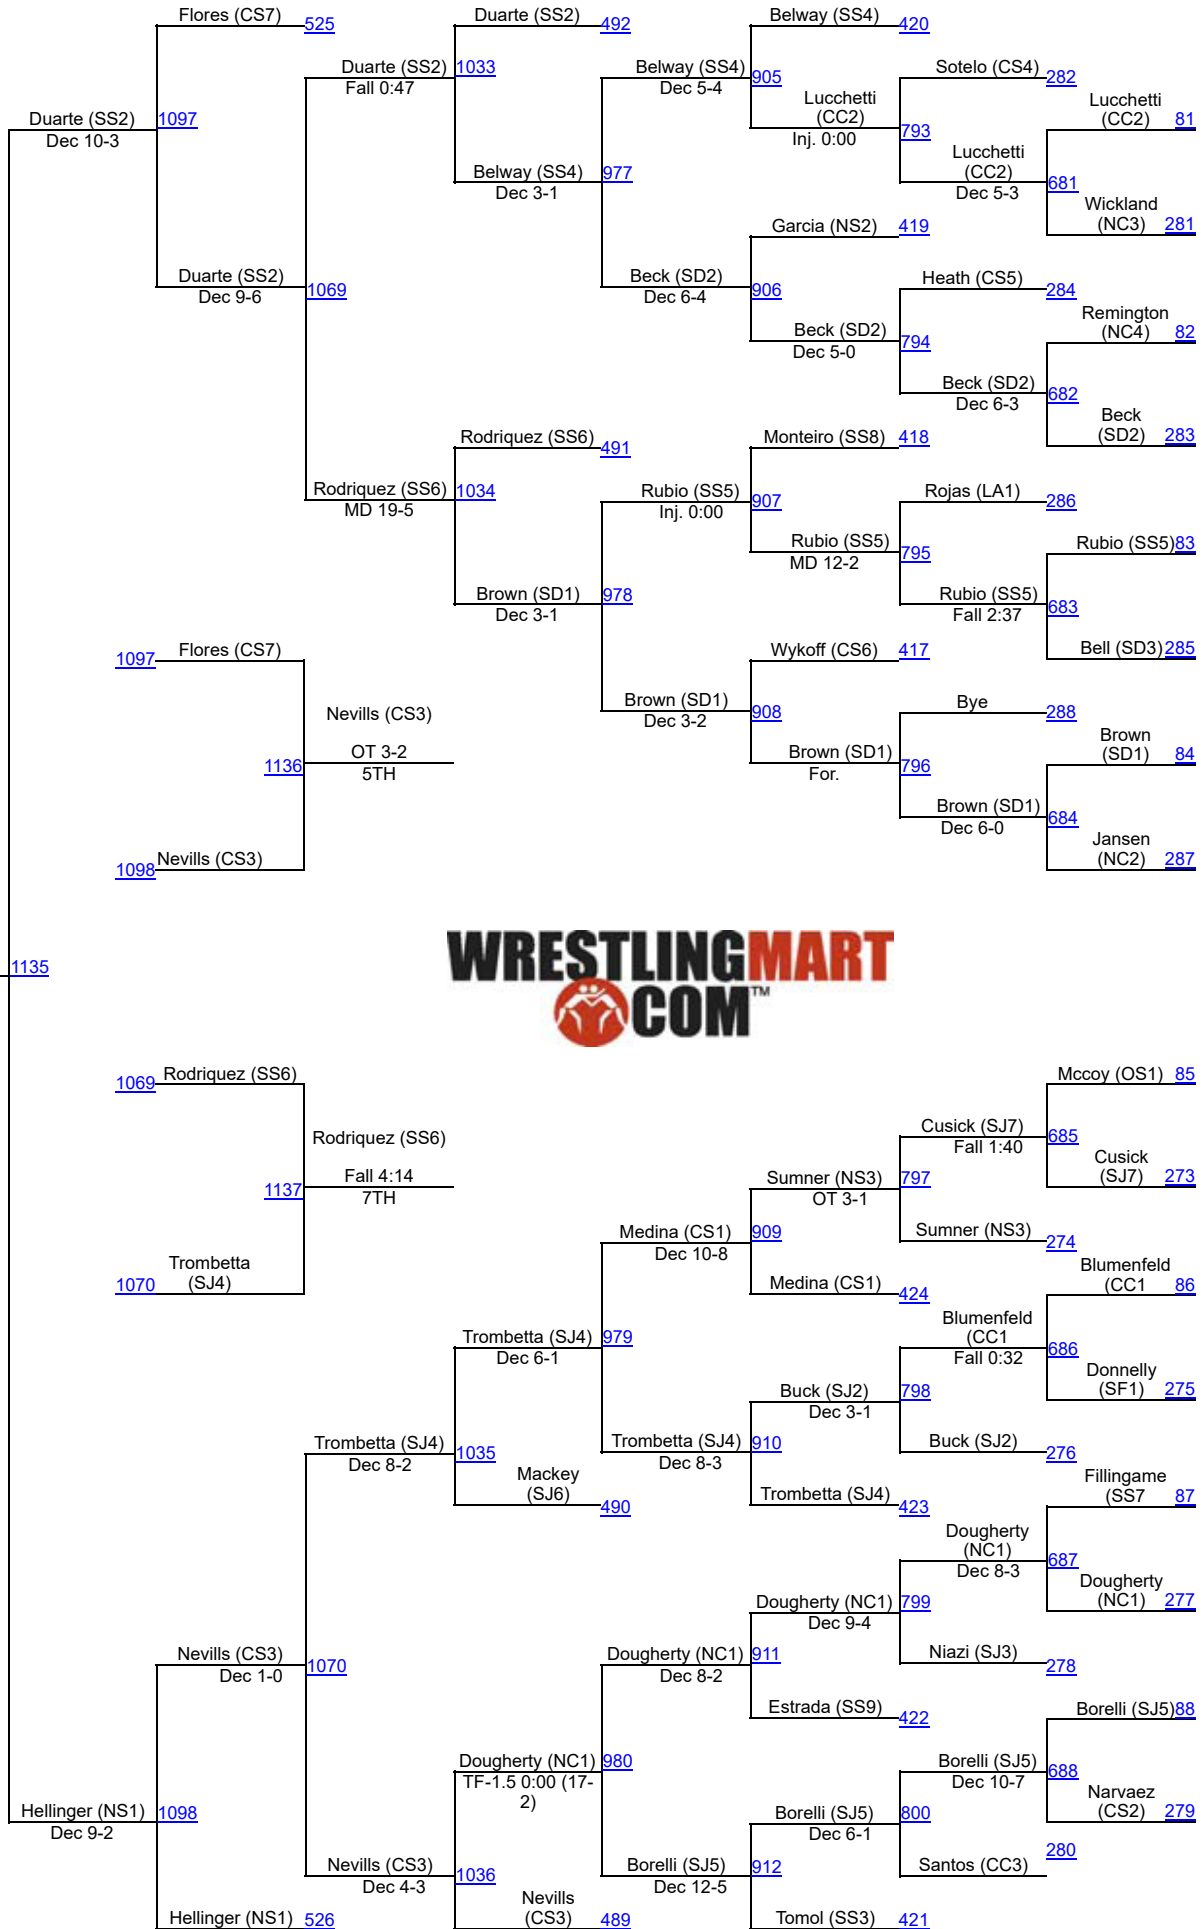 Flores (CS7) 525
Duarte (SS2) 492
Belway (SS4) 420
Duarte (SS2) 1033
Fall 0:47
Belway (SS4) 905
Dec 5-4
Sotelo (CS4) 282
Lucchetti
(CC2) 81
Lucchetti
(CC2) 793
Inj. 0:00
Duarte (SS2) 1097
Dec 10-3
Lucchetti
(CC2) 681
Dec 5-3
Belway (SS4) 977
Dec 3-1
Wickland
(NC3) 281
Garcia (NS2) 419
Duarte (SS2) 1069
Dec 9-6
Beck (SD2) 906
Dec 6-4
Heath (CS5) 284
Remington
(NC4) 82
Beck (SD2) 794
Dec 5-0
Beck (SD2) 682
Dec 6-3
Beck
(SD2) 283
Rodriquez (SS6) 491
Monteiro (SS8) 418
Rodriquez (SS6) 1034
MD 19-5
Rubio (SS5) 907
Inj. 0:00
Rojas (LA1) 286
Rubio (SS5) 83
Rubio (SS5) 795
MD 12-2
Brown (SD1) 978
Dec 3-1
Rubio (SS5) 683
Fall 2:37
1097 Flores (CS7)
Wykoff (CS6) 417
Bell (SD3) 285
Nevills (CS3)
Brown (SD1) 908
Dec 3-2
Bye 288
1136 OT 3-2
5TH
Brown (SD1) 796
For.
Brown
(SD1) 84
Brown (SD1) 684
Dec 6-0
1098 Nevills (CS3)
Jansen
(NC2) 287
WRESTLINGMART
COM™
1135
1069 Rodriquez (SS6)
Mccoy (OS1) 85
Rodriquez (SS6)
Cusick (SJ7) 685
Fall 1:40
1137 Fall 4:14
7TH
Sumner (NS3) 797
OT 3-1
Cusick
(SJ7) 273
Medina (CS1) 909
Dec 10-8
Sumner (NS3) 274
1070 Trombetta
(SJ4)
Medina (CS1) 424
Blumenfeld
(CC1 86
Trombetta (SJ4) 979
Dec 6-1
Blumenfeld
(CC1 686
Fall 0:32
Buck (SJ2) 798
Dec 3-1
Donnelly
(SF1) 275
Trombetta (SJ4) 1035
Dec 8-2
Trombetta (SJ4) 910
Dec 8-3
Buck (SJ2) 276
Mackey
(SJ6) 490
Trombetta (SJ4) 423
Fillingame
(SS7 87
Dougherty
(NC1) 687
Dec 8-3
Dougherty (NC1) 799
Dec 9-4
Dougherty
(NC1) 277
Nevills (CS3) 1070
Dec 1-0
Dougherty (NC1) 911
Dec 8-2
Niazi (SJ3) 278
Estrada (SS9) 422
Borelli (SJ5) 88
Dougherty (NC1) 980
TF-1.5 0:00 (17-
2)
Borelli (SJ5) 688
Dec 10-7
Hellinger (NS1) 1098
Dec 9-2
Borelli (SJ5) 800
Dec 6-1
Narvaez
(CS2) 279
280
Nevills (CS3) 1036
Dec 4-3
Borelli (SJ5) 912
Dec 12-5
Santos (CC3)
Hellinger (NS1) 526
Nevills
(CS3) 489
Tomol (SS3) 421